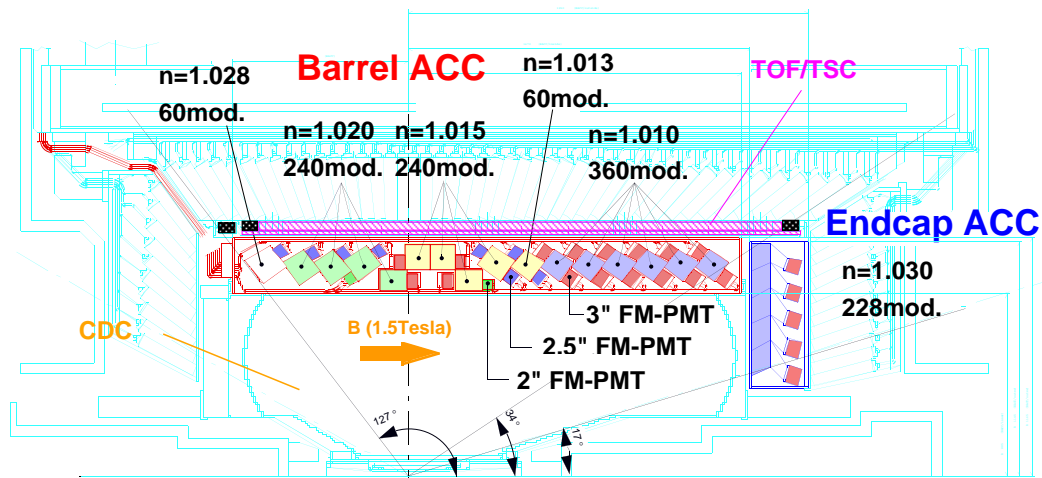 Barrel ACC
n=1.028
60mod.
n=1.013
60mod.
TOF/TSC
n=1.020
240mod.
n=1.015
240mod.
n=1.010
360mod.
Endcap ACC
n=1.030
228mod.
3" FM-PMT
2.5" FM-PMT
2" FM-PMT
CDC
B (1.5Tesla)
127°
34°
17°